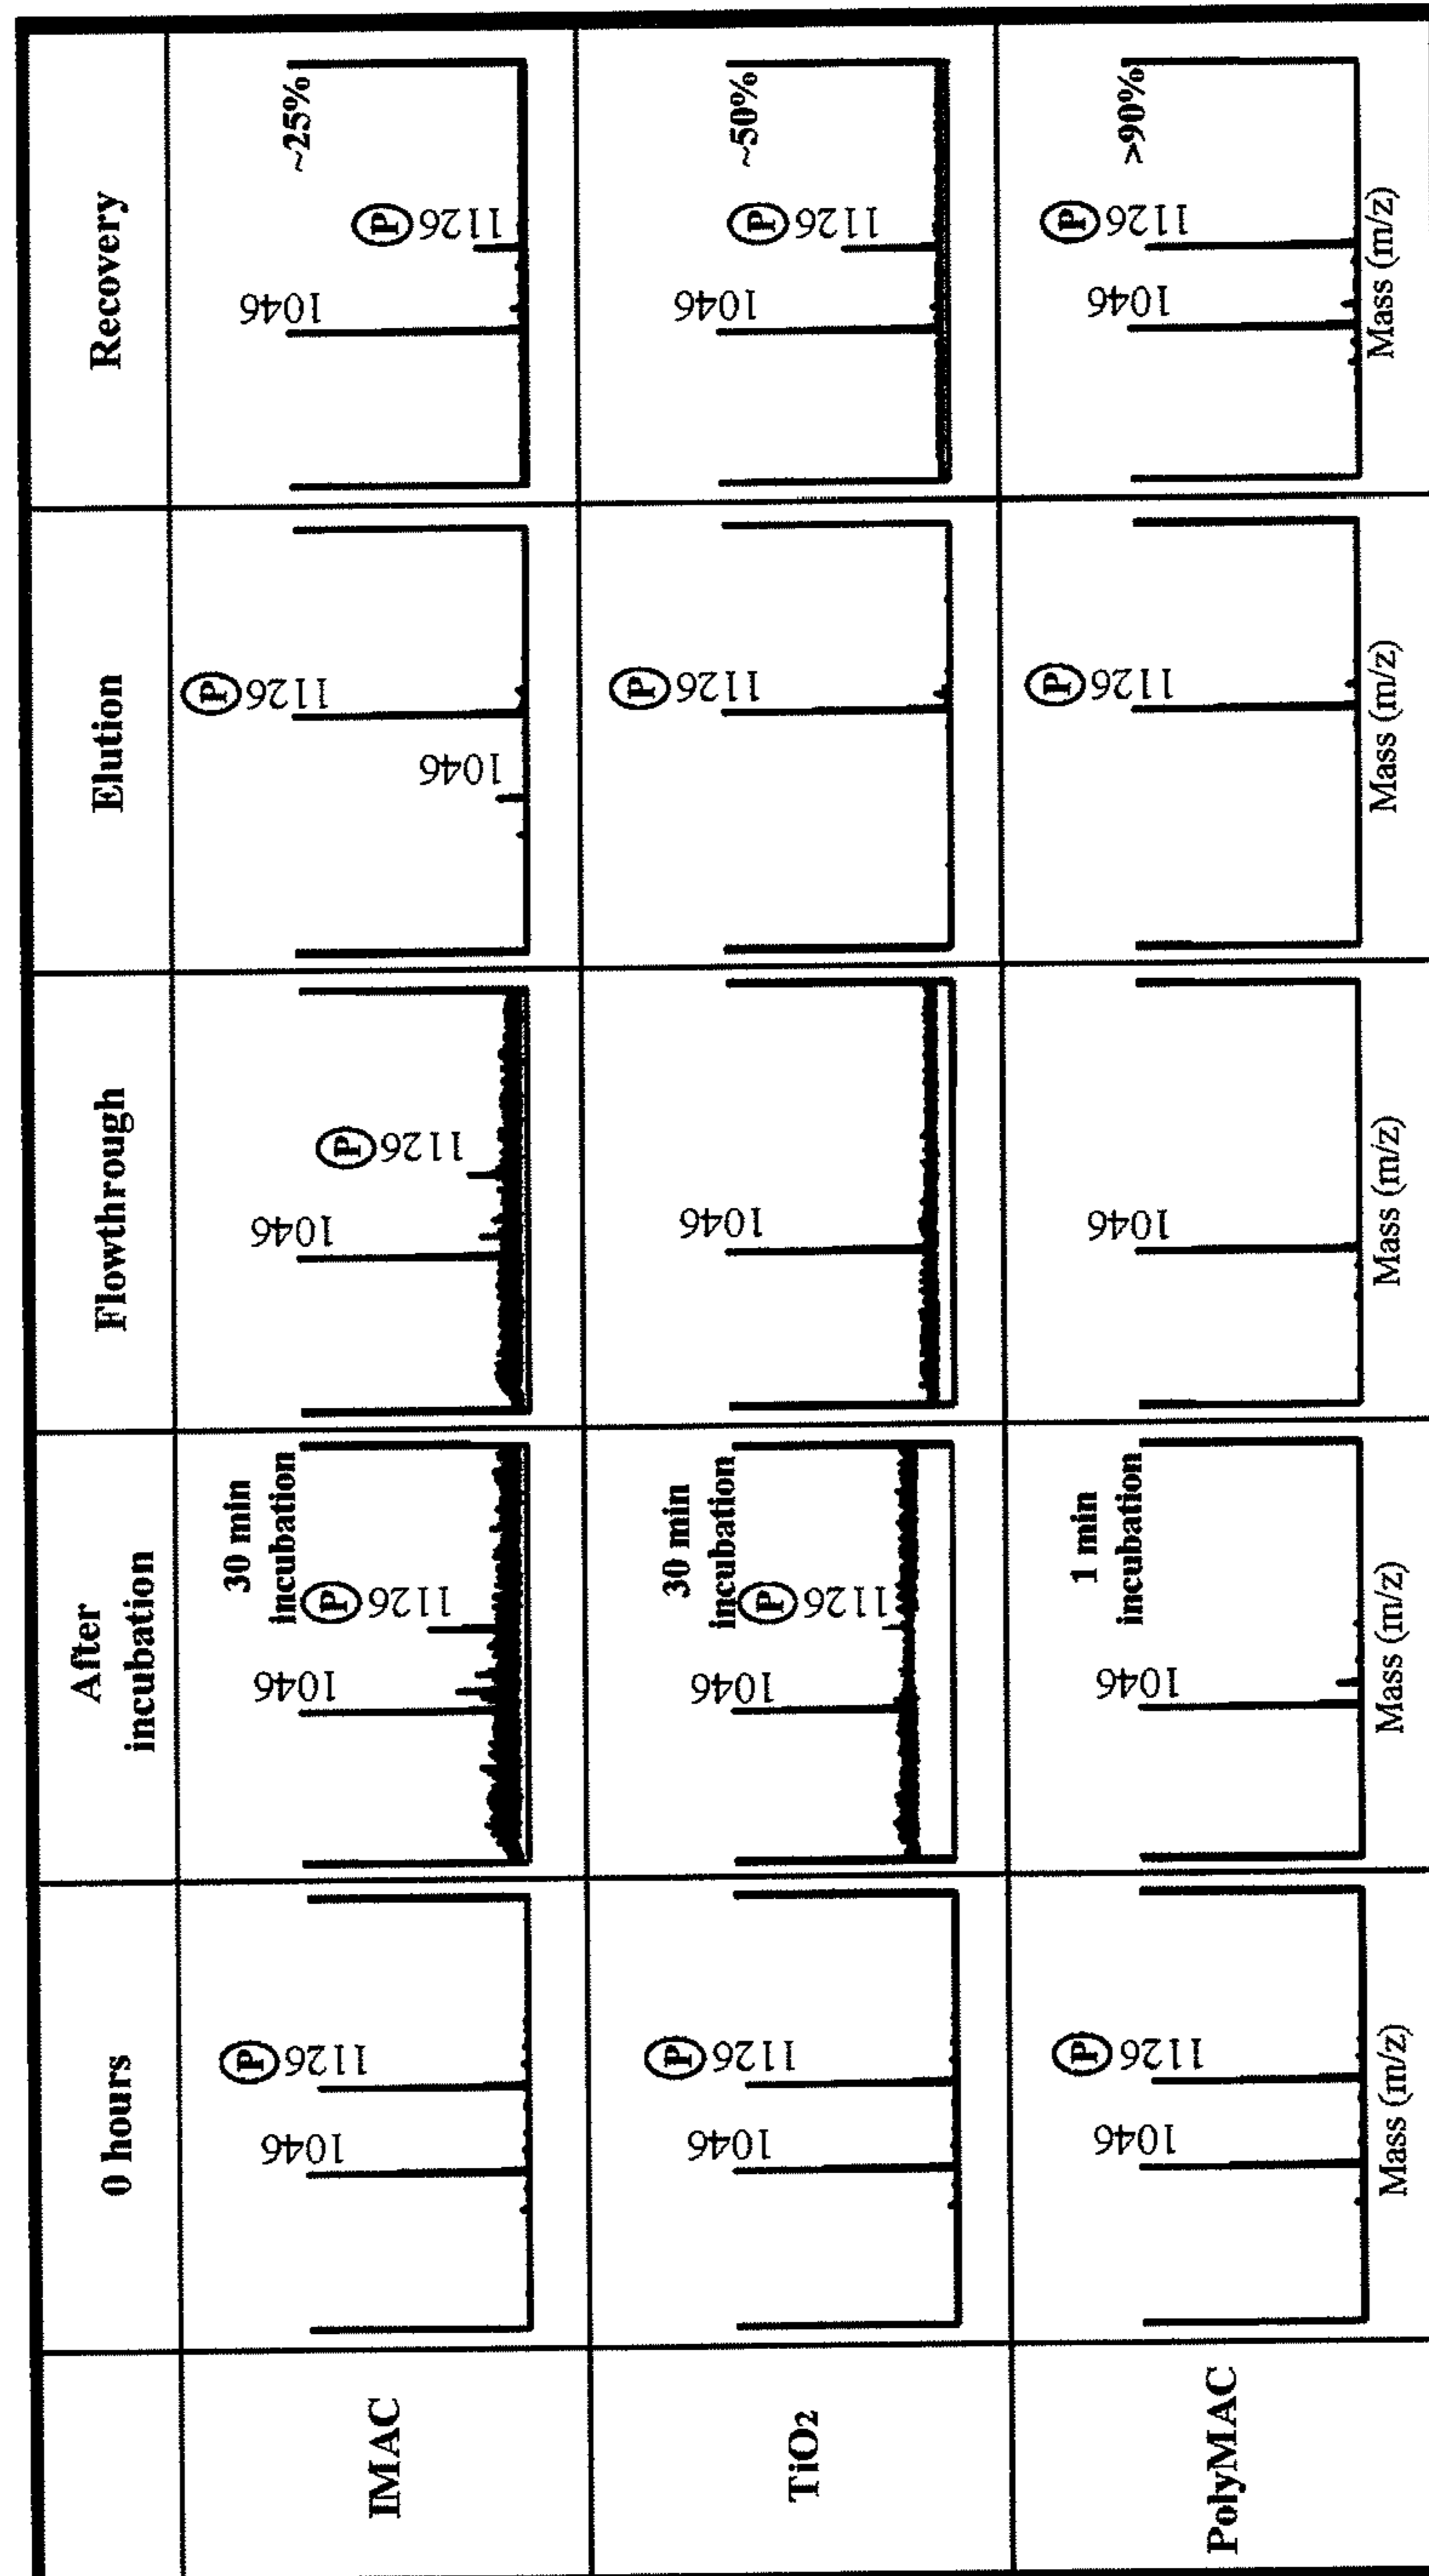 0 hours
After
incubation
Flowthrough
Elution
Recovery
IMAC
1046
P
1126
30 min
incubation
1046
P
1126
1046
P
1126
1046
P
1126
~25%
1046
P
1126
TiO2
1046
P
1126
30 min
incubation
1046
P
1126
1046
P
1126
~50%
1046
P
1126
PolyMAC
1046
P
1126
1 min
incubation
1046
1046
P
1126
>90%
1046
P
1126
Mass (m/z)
Mass (m/z)
Mass (m/z)
Mass (m/z)
Mass (m/z)